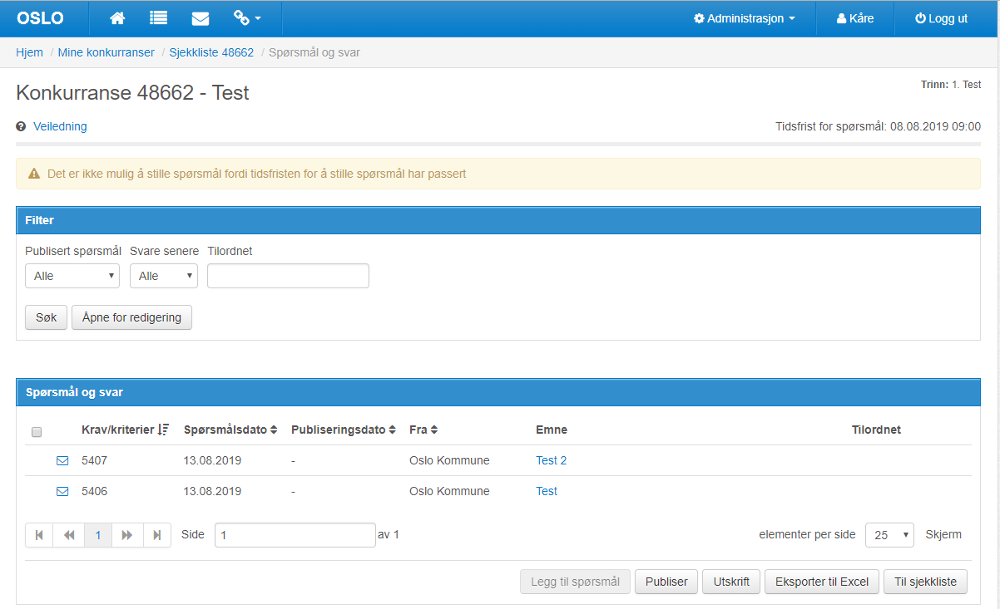 OSLO Administrasjon Kåre Logg ut
Hjem / Mine konkurranser / Sjekkliste 48662 / Spørsmål og svar
Trinn: 1. Test
Konkurranse 48662 - Test
Veiledning Tidsfrist for spørsmål: 08.08.2019 09:00
Det er ikke mulig å stille spørsmål fordi tidsfristen for å stille spørsmål har passert
Filter
Publisert spørsmål Svare senere Tilordnet
Alle Alle
Søk Åpne for redigering
Spørsmål og svar
Krav/kriterier Spørsmålsdato Publiseringsdato Fra Emne Tilordnet
5407 13.08.2019 - Oslo Kommune Test 2
5406 13.08.2019 - Oslo Kommune Test
1 Side 1 av 1 elementer per side 25 Skjerm
Legg til spørsmål Publiser Utskrift Eksporter til Excel Til sjekkliste